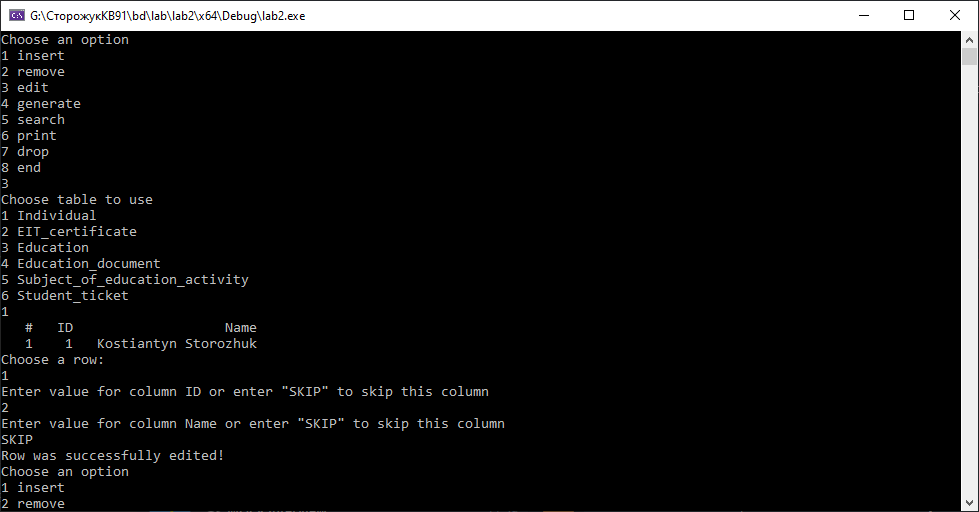 G:\СторожукКВ91\bd\lab\lab2\x64\Debug\lab2.exe
Choose an option
1 insert
2 remove
3 edit
4 generate
5 search
6 print
7 drop
8 end
3
Choose table to use
1 Individual
2 EIT_certificate
3 Education
4 Education_document
5 Subject_of_education_activity
6 Student_ticket
1
# ID Name
1 1 Kostiantyn Storozhuk
Choose a row:
1
Enter value for column ID or enter "SKIP" to skip this column
2
Enter value for column Name or enter "SKIP" to skip this column
SKIP
Row was successfully edited!
Choose an option
1 insert
2 remove